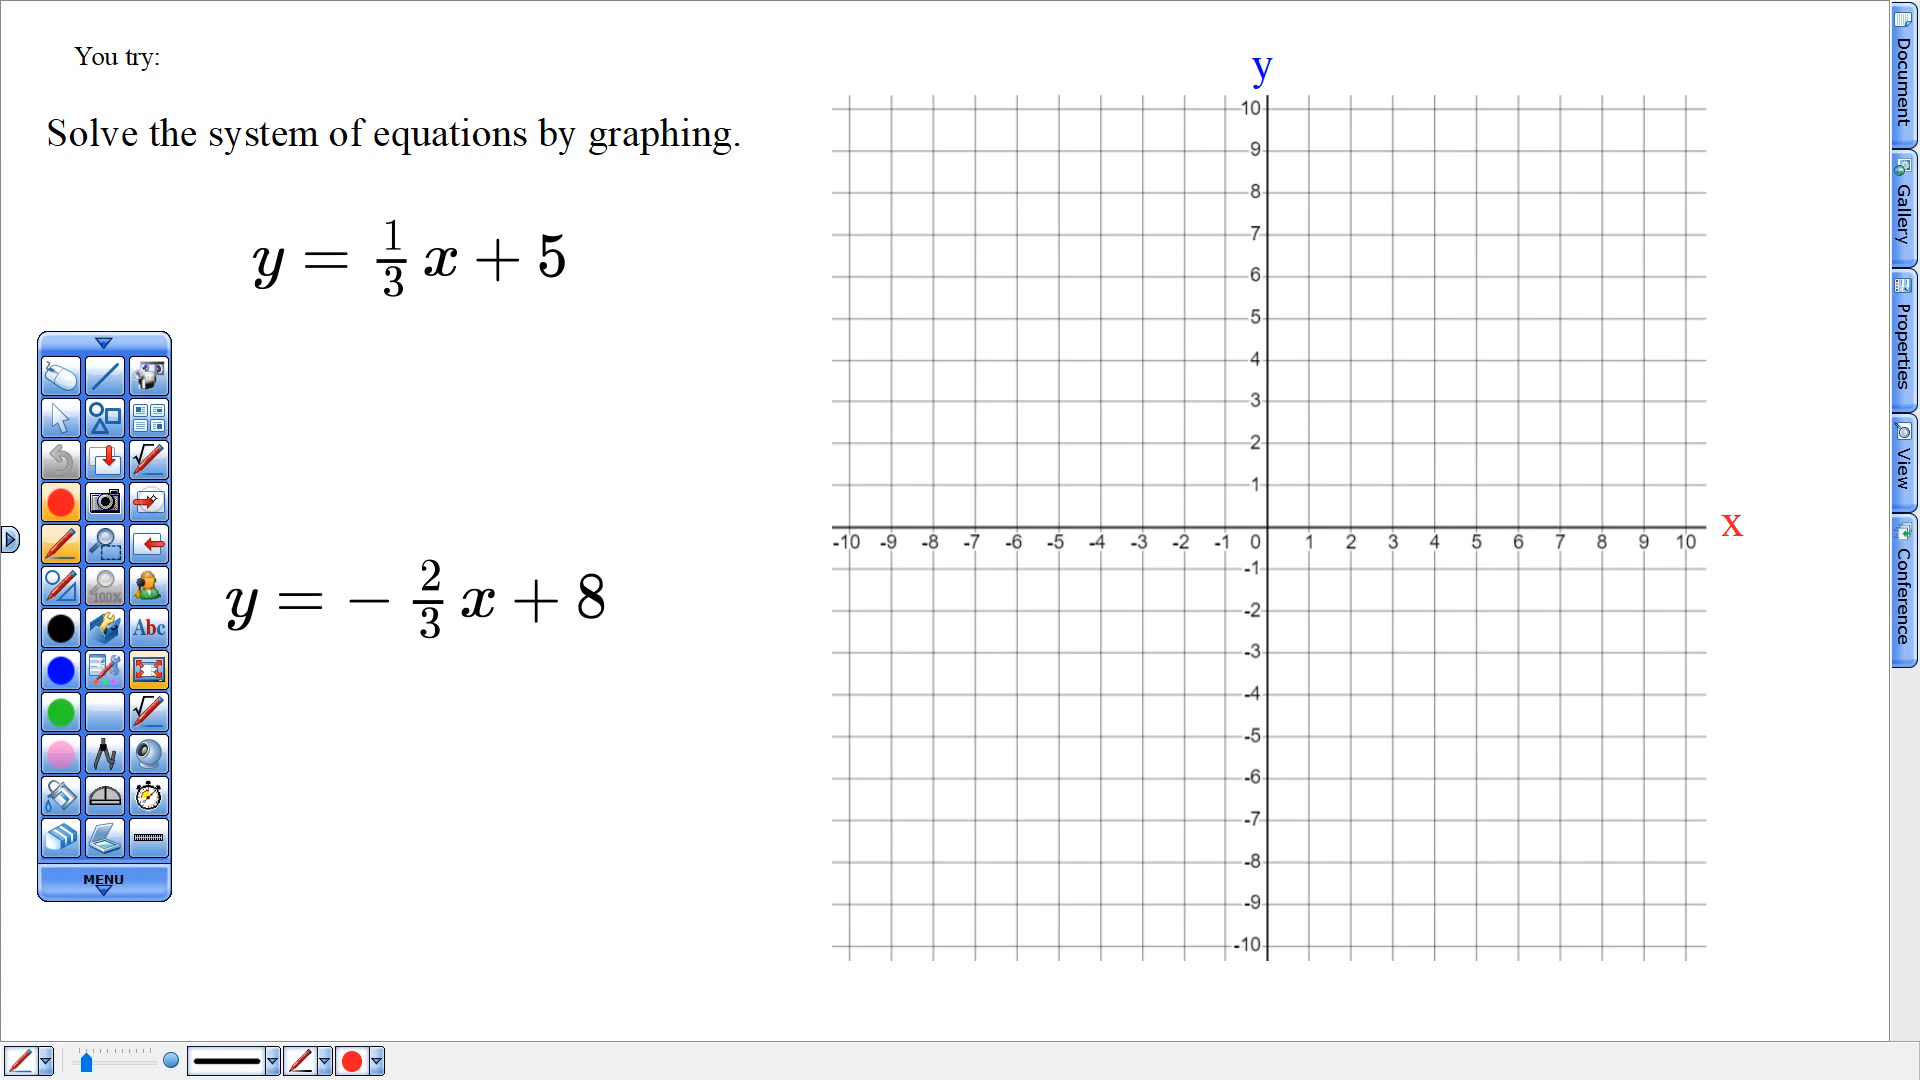 You try:
Solve the system of equations by graphing.
y = 1/3 x + 5
y = − 2/3 x + 8
y
10
9
8
7
6
5
4
3
2
1
x
-10 -9 -8 -7 -6 -5 -4 -3 -2 -1 0 1 2 3 4 5 6 7 8 9 10
-1
-2
-3
-4
-5
-6
-7
-8
-9
-10
100%
Abc
MENU
Document
Gallery
Properties
View
Conference